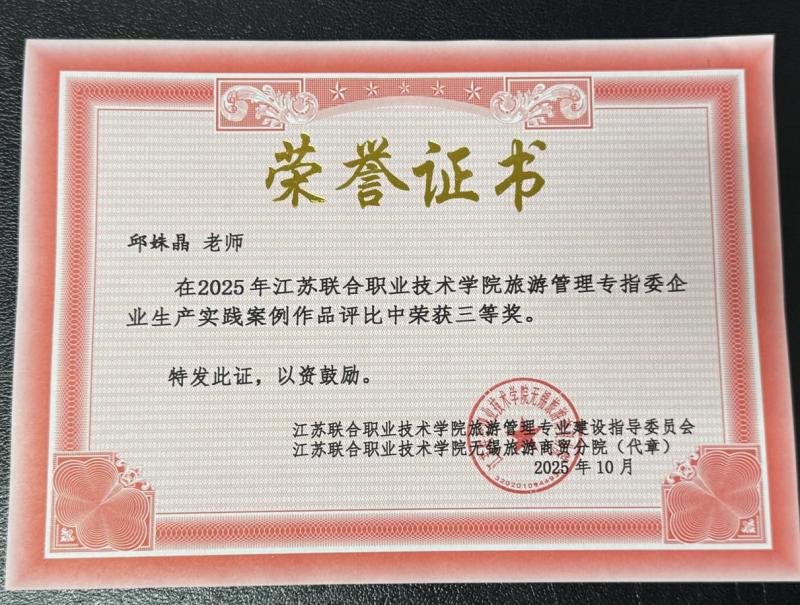 荣誉证书
邱姝晶 老师
在2025年江苏联合职业技术学院旅游管理专指委企
业生产实践案例作品评比中荣获三等奖。
特发此证，以资鼓励。
江苏联合职业技术学院旅游管理专业建设指导委员会
江苏联合职业技术学院无锡旅游商贸分院（代章）
2025年10月